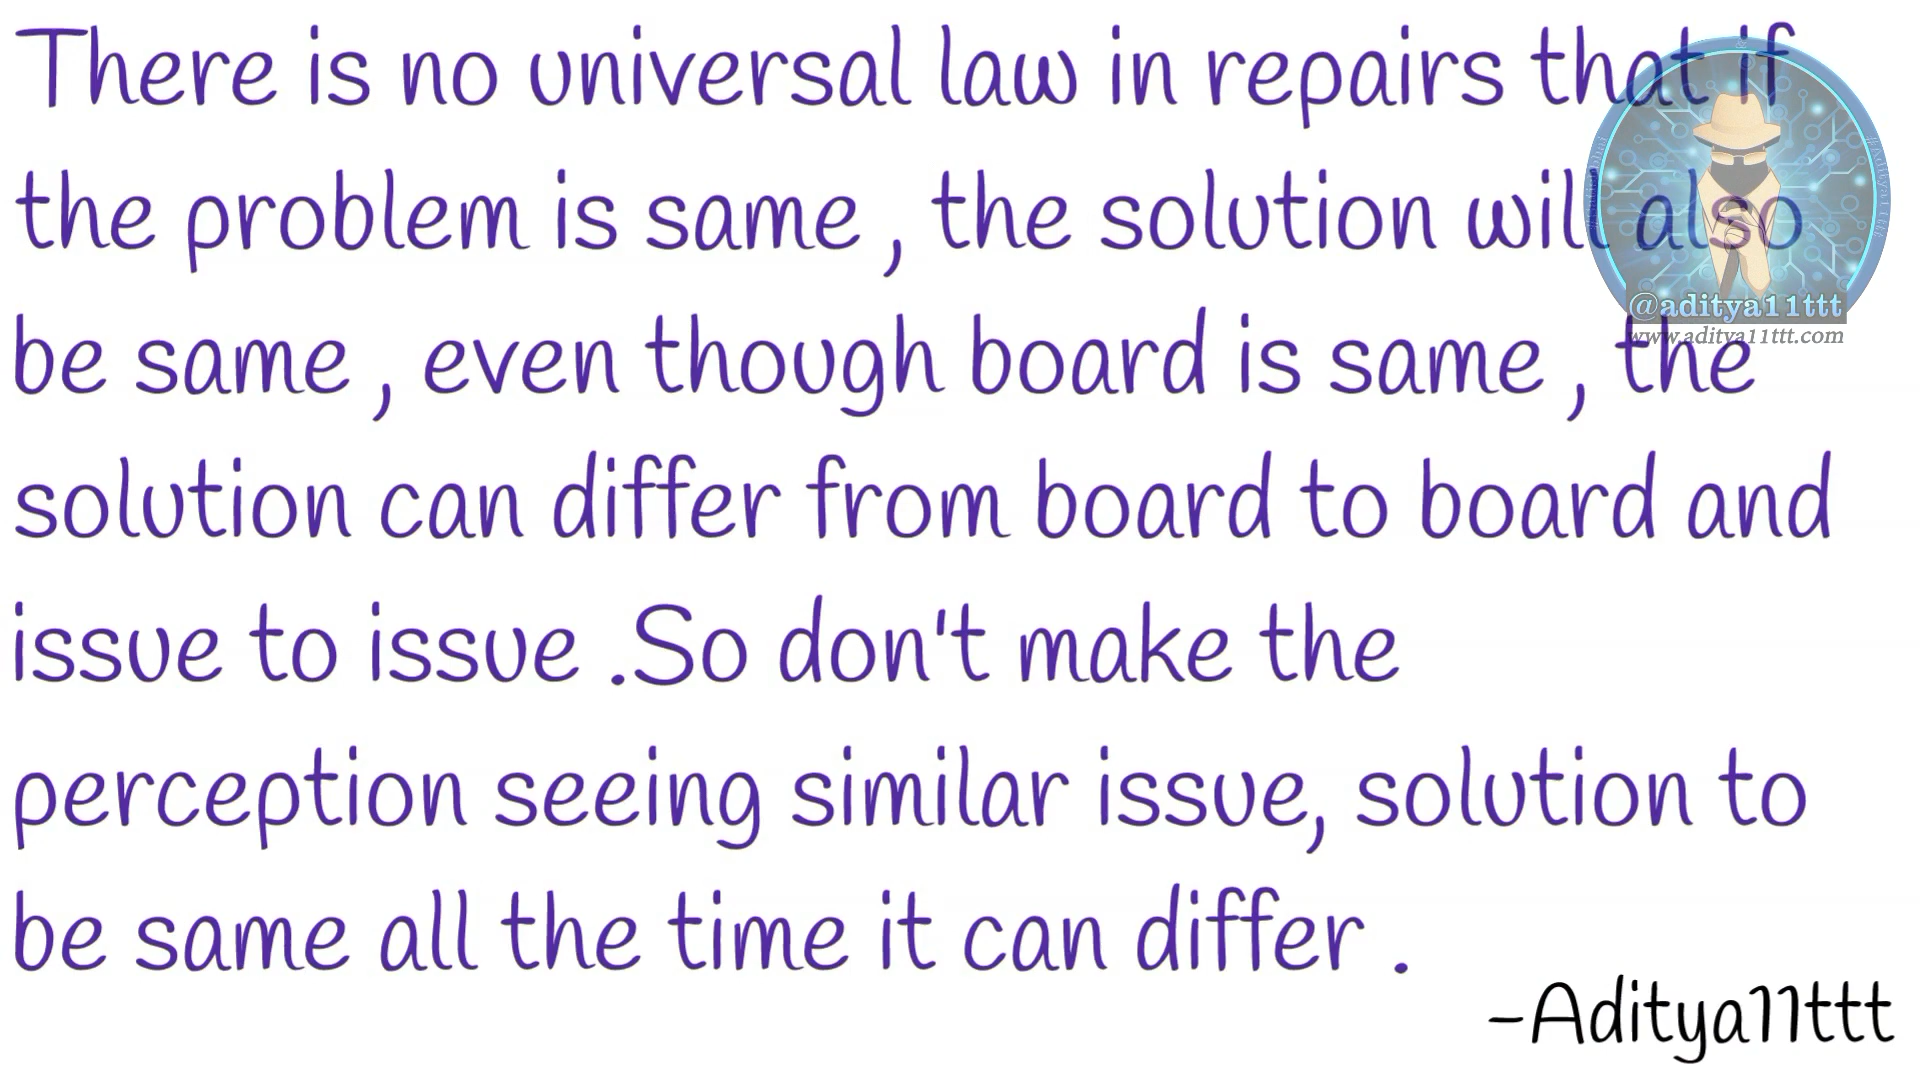 There is no universal law in repairs that if
the problem is same , the solution will also
be same , even though board is same , the
solution can differ from board to board and
issue to issue .So don't make the
perception seeing similar issue, solution to
be same all the time it can differ .
-Aditya11ttt
@aditya11ttt
www.aditya11ttt.com